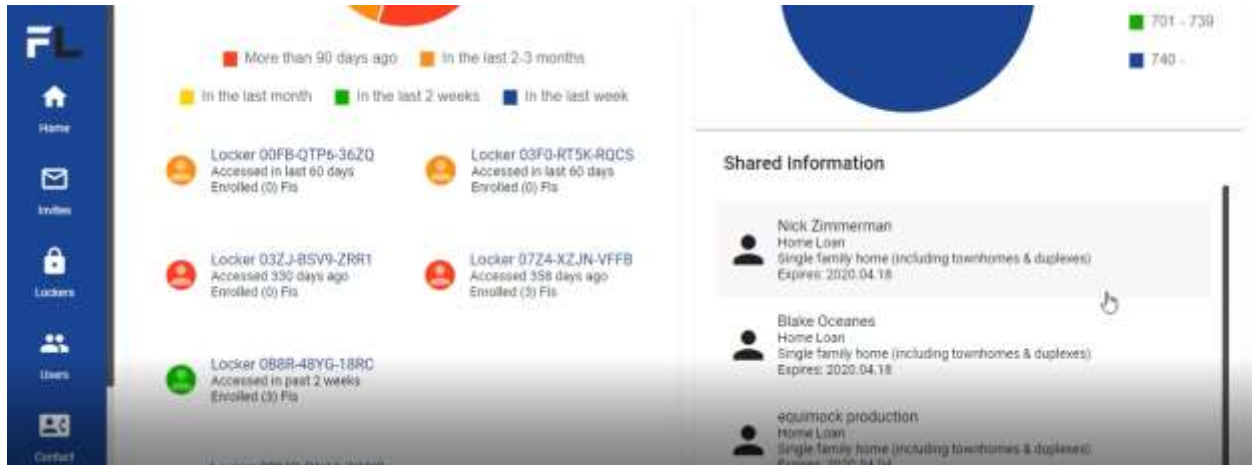 FL
Home
Invites
Lockers
Users
Contact
More than 90 days ago In the last 2-3 months
In the last month In the last 2 weeks In the last week
Locker 00FB-QTP6-36ZQ
Accessed in last 60 days
Enrolled (0) FIs
Locker 03F0-RT5K-RQCS
Accessed in last 60 days
Enrolled (0) FIs
Locker 03ZJ-BSV9-ZRR1
Accessed 330 days ago
Enrolled (0) FIs
Locker 07Z4-XZJN-VFFB
Accessed 358 days ago
Enrolled (3) FIs
Locker 0B8R-48YG-18RC
Accessed in past 2 weeks
Enrolled (3) FIs
701 - 739
740 -
Shared Information
Nick Zimmerman
Home Loan
Single family home (including townhomes & duplexes)
Expires: 2020.04.18
Blake Oceanes
Home Loan
Single family home (including townhomes & duplexes)
Expires: 2020.04.18
equimock production
Home Loan
Single family home (including townhomes & duplexes)
Expires: 2020.04.04